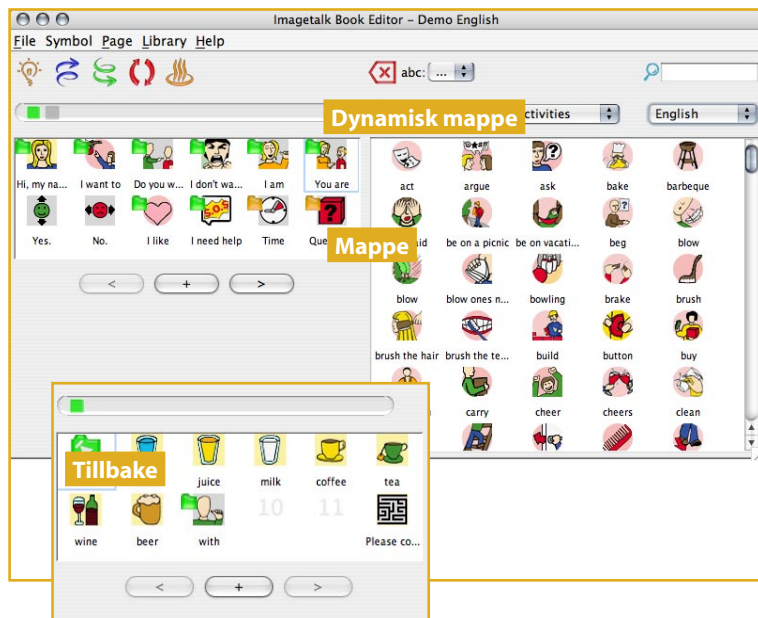 Imagetalk Book Editor – Demo English
File Symbol Page Library Help
abc: ...
Dynamisk mappe
ctivities
English
Hi, my na... I want to Do you w... I don't wa... I am You are
Yes. No. I like I need help Time Que
Mappe
< + >
act argue ask bake barbeque
aid be on a picnic be on vacati... beg blow
blow blow ones n... bowling brake brush
brush the hair brush the te... build button buy
carry cheer cheers clean
Tillbake
juice milk coffee tea
wine beer with 10 11 Please co...
< + >